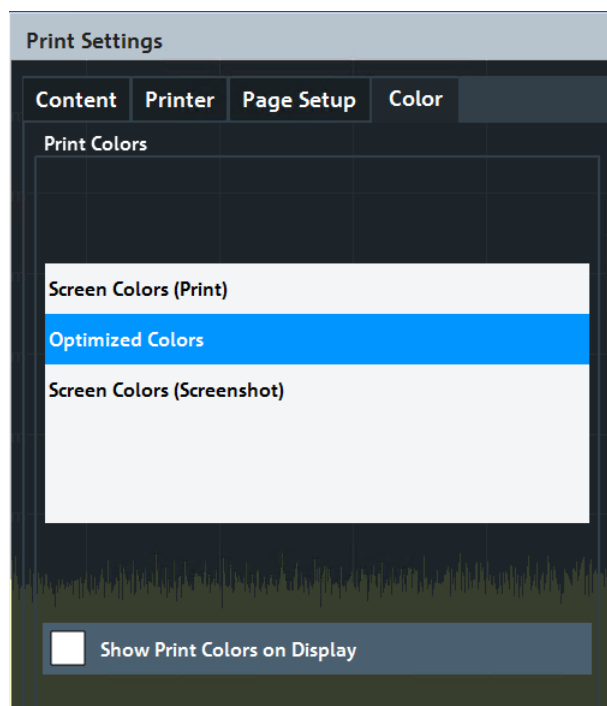 Print Settings
Content Printer Page Setup Color
Print Colors
Screen Colors (Print)
Optimized Colors
Screen Colors (Screenshot)
Show Print Colors on Display